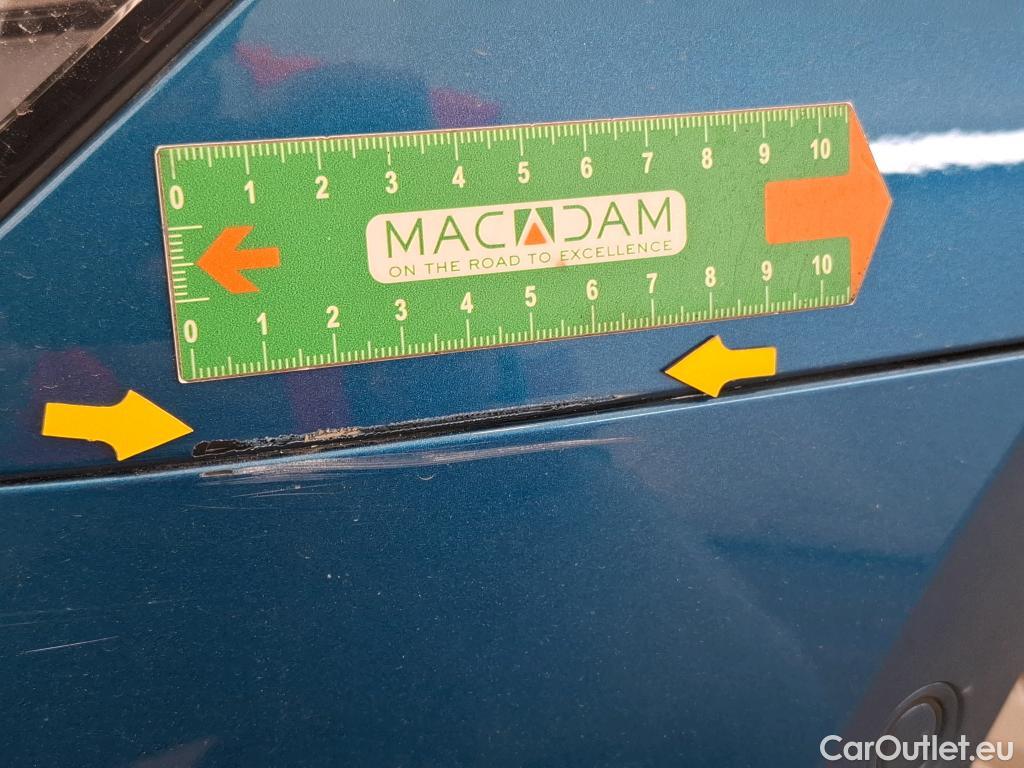 0 1 2 3 4 5 6 7 8 9 10
MACADAM
ON THE ROAD TO EXCELLENCE
0 1 2 3 4 5 6 7 8 9 10
CarOutlet.eu